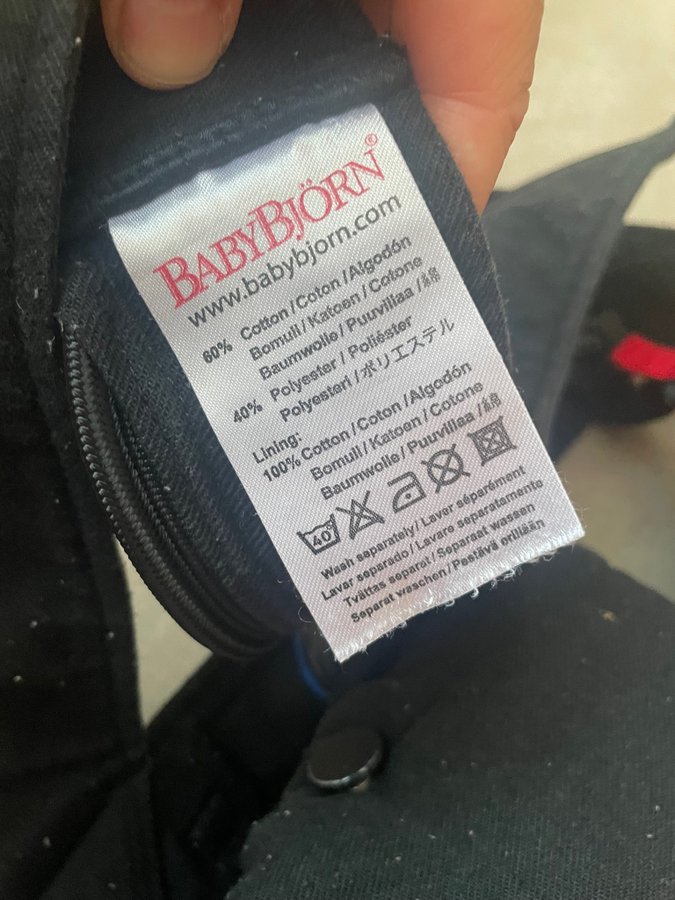 BABYBJÖRN®
www.babybjorn.com
60% Cotton/Coton/Algodón
Bomull/Katoen/Cotone
Baumwolle/Puuvillaa/綿
40% Polyester/Poliéster
Polyesteri/ポリエステル
Lining:
100% Cotton/Coton/Algodón
Bomull/Katoen/Cotone
Baumwolle/Puuvillaa/綿
40°
Wash separately/Laver séparément
Lavar separado/Lavare separatamente
Tvättas separat/Separaat wassen
Separat waschen/Pestävä erillään